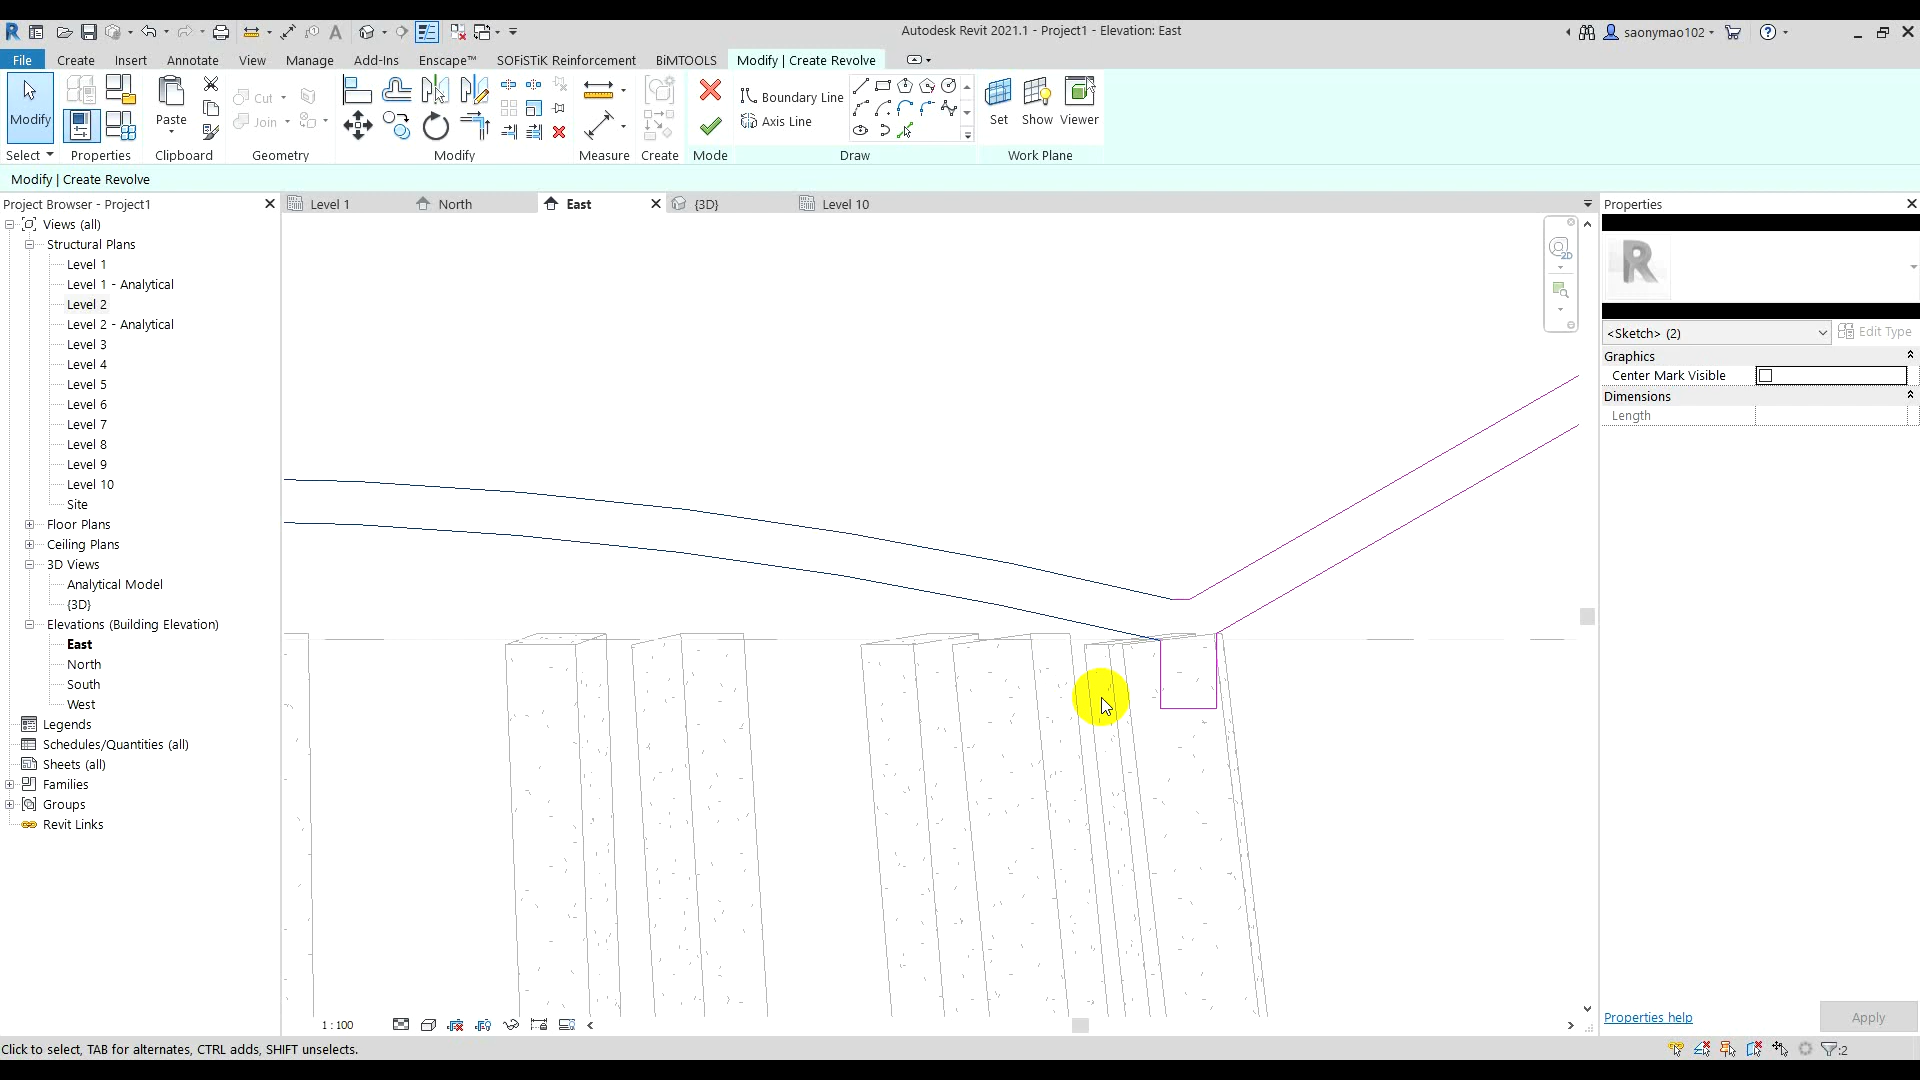 Autodesk Revit 2021.1 - Project1 - Elevation: East
saonymao102
File Create Insert Annotate Manage View Add-Ins Enscape™ SOFiSTiK Reinforcement BiMTOOLS Modify | Create Revolve
Modify
Paste
Cut
Join
Boundary Line
Axis Line
Set
Show
Viewer
Select Properties Clipboard Geometry Modify Measure Create Mode Draw Work Plane
Modify | Create Revolve
Project Browser - Project1
Level 1
North
East
{3D}
Level 10
Properties
Views (all)
Structural Plans
Level 1
Level 1 - Analytical
Level 2
Level 2 - Analytical
Level 3
Level 4
Level 5
Level 6
Level 7
Level 8
Level 9
Level 10
Site
Floor Plans
Ceiling Plans
3D Views
Analytical Model
{3D}
Elevations (Building Elevation)
East
North
South
West
Legends
Schedules/Quantities (all)
Sheets (all)
Families
Groups
Revit Links
2D
R
<Sketch> (2)
Edit Type
Graphics
Center Mark Visible
Dimensions
Length
1 : 100
Properties help
Apply
Click to select, TAB for alternates, CTRL adds, SHIFT unselects.
:2